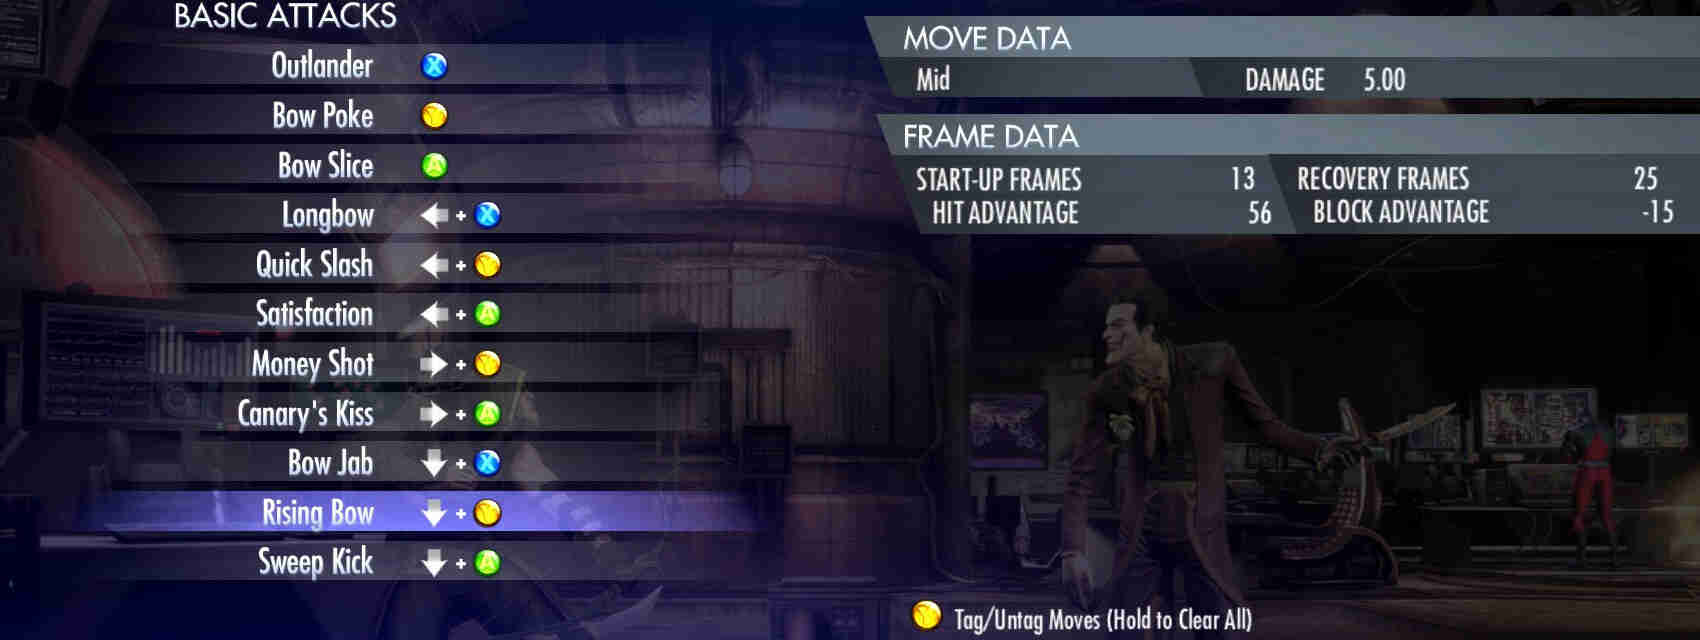 BASIC ATTACKS
Outlander X
Bow Poke Y
Bow Slice A
Longbow + X
Quick Slash + Y
Satisfaction + A
Money Shot + Y
Canary's Kiss + A
Bow Jab + X
Rising Bow + Y
Sweep Kick + A
MOVE DATA
Mid DAMAGE 5.00
FRAME DATA
START-UP FRAMES 13 RECOVERY FRAMES 25
HIT ADVANTAGE 56 BLOCK ADVANTAGE -15
Y Tag/Untag Moves (Hold to Clear All)